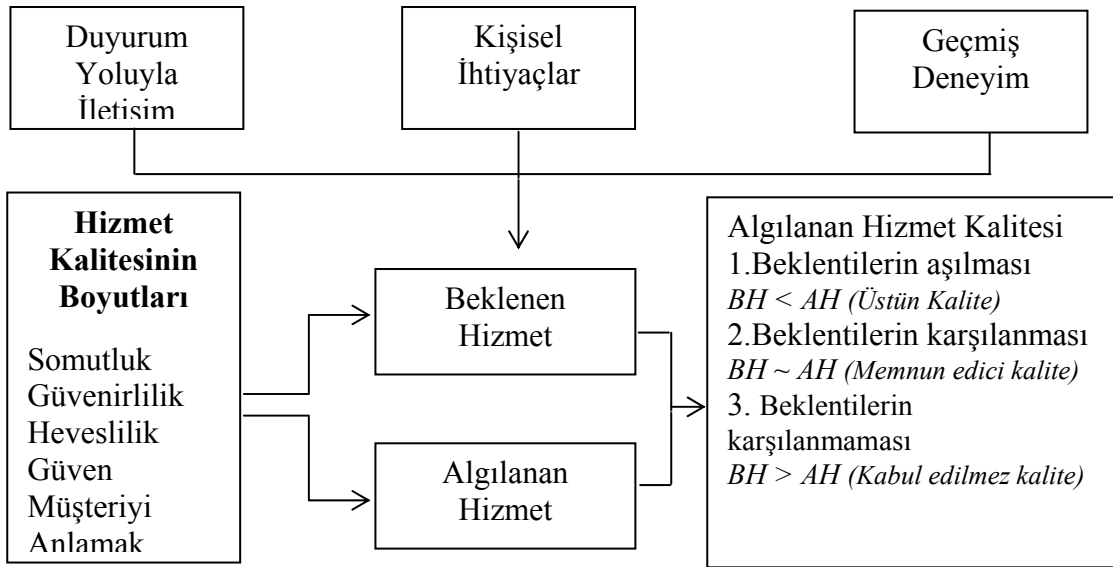 Duyurum
Yoluyla
İletişim
Kişisel
İhtiyaçlar
Geçmiş
Deneyim
Hizmet
Kalitesinin
Boyutları
Somutluk
Güvenirlilik
Heveslilik
Güven
Müşteriyi
Anlamak
Beklenen
Hizmet
Algılanan
Hizmet
Algılanan Hizmet Kalitesi
1.Beklentilerin aşılması
BH < AH (Üstün Kalite)
2.Beklentilerin karşılanması
BH ~ AH (Memnun edici kalite)
3. Beklentilerin
karşılanmaması
BH > AH (Kabul edilmez kalite)